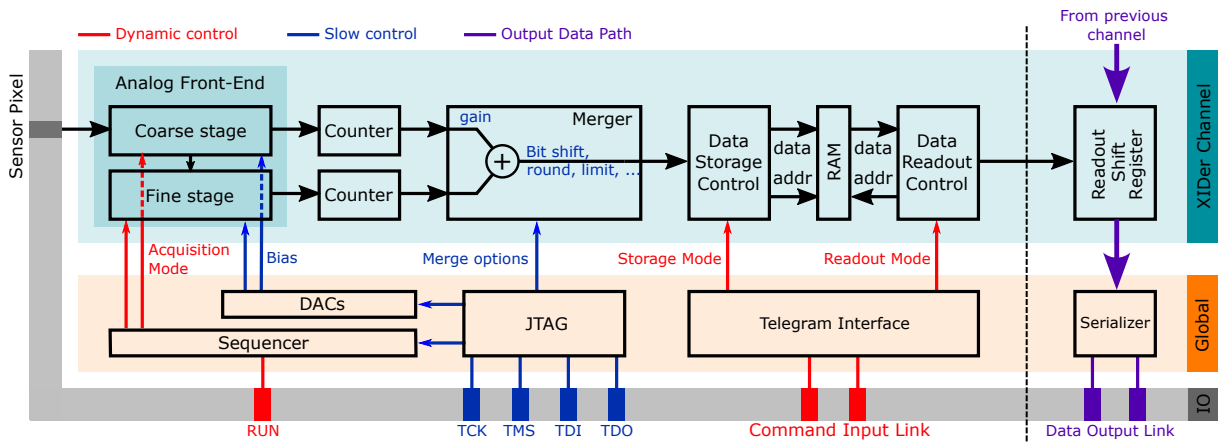 Dynamic control
Slow control
Output Data Path
From previous
channel
Sensor Pixel
Analog Front-End
Coarse stage
Fine stage
Counter
Counter
gain
Merger
+
Bit shift,
round, limit, ...
Data
Storage
Control
data
addr
RAM
data
addr
Data
Readout
Control
Readout
Shift
Register
XIDer Channel
Acquisition
Mode
Bias
Merge options
Storage Mode
Readout Mode
DACs
Sequencer
JTAG
Telegram Interface
Serializer
Global
RUN
TCK
TMS
TDI
TDO
Command Input Link
Data Output Link
IO